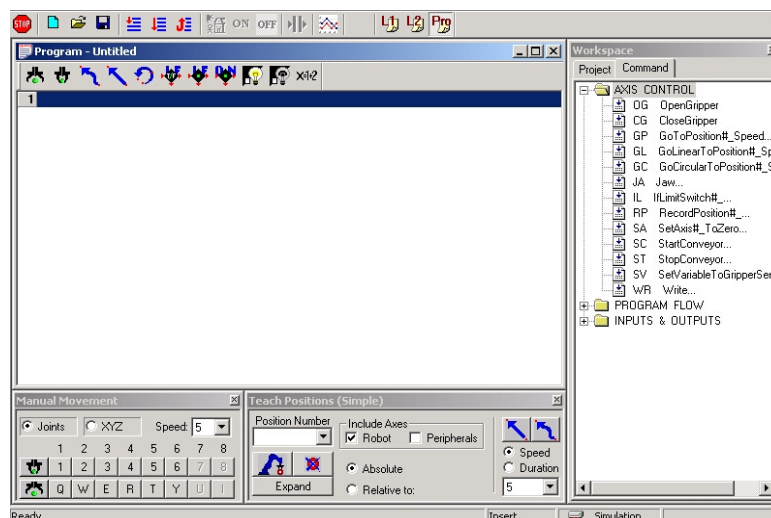 STOP ON OFF L1 L2 Prg
Program - Untitled
1
Workspace
Project Command
AXIS CONTROL
OG OpenGripper
CG CloseGripper
GP GoToPosition#_Speed...
GL GoLinearToPosition#_Sp
GC GoCircularToPosition#_S
JA Jaw...
IL IfLimitSwitch#_...
RP RecordPosition#_...
SA SetAxis#_ToZero...
SC StartConveyor...
ST StopConveyor...
SV SetVariableToGripperSer
WR Write...
PROGRAM FLOW
INPUTS & OUTPUTS
Manual Movement
Joints XYZ Speed: 5
1 2 3 4 5 6 7 8
1 2 3 4 5 6 7 8
Q W E R T Y U I
Teach Positions (Simple)
Position Number
Include Axes
Robot Peripherals
Absolute
Relative to:
Expand
Speed
Duration
5
Ready
Insert
Simulation